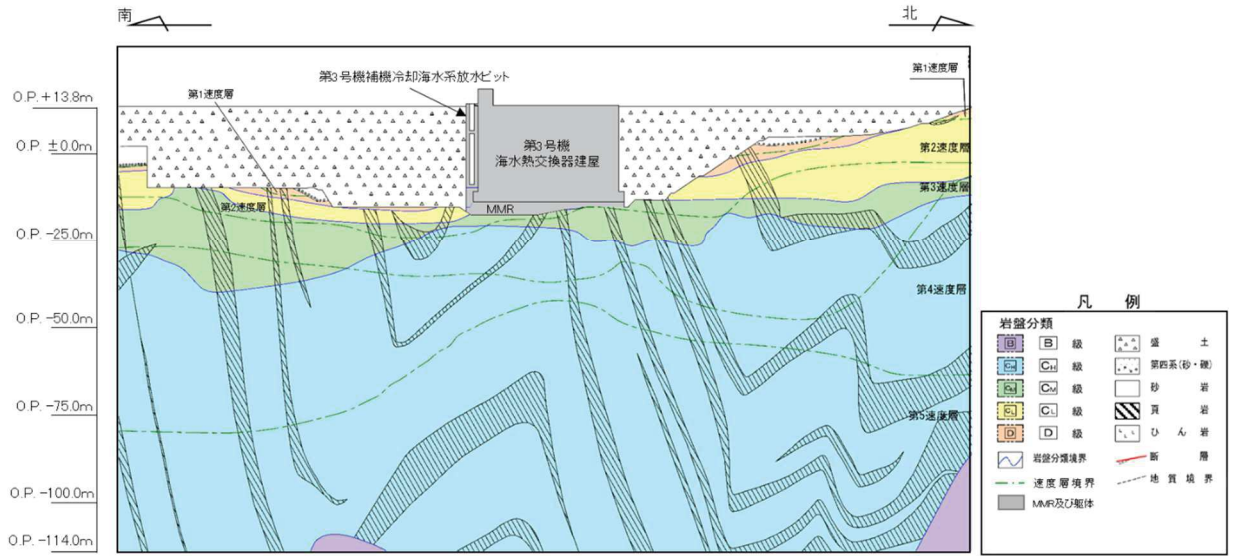 南
北
第1速度層
第3号機補機冷却海水系放水ピット
第1速度層
O.P.+13.8m
第3号機
海水熱交換器建屋
O.P. ±0.0m
第2速度層
第3速度層
第2速度層
MMR
O.P. -25.0m
第4速度層
O.P. -50.0m
O.P. -75.0m
第5速度層
O.P. -100.0m
O.P. -114.0m
凡 例
岩盤分類
B B 級 盛 土
CH CH 級 第四系(砂・礫)
CM CM 級 砂 岩
CL CL 級 頁 岩
D D 級 ひ ん 岩
岩盤分類境界 断 層
速度層境界 地質境界
MMR及び躯体